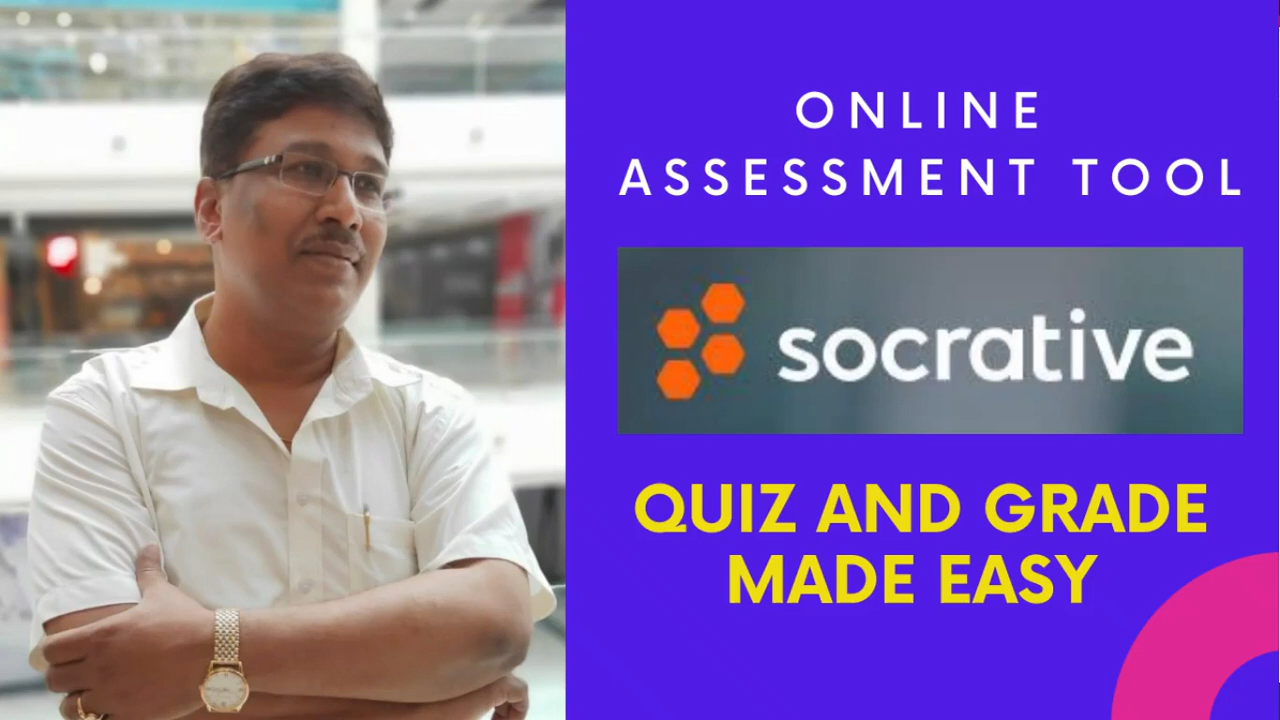 ONLINE
ASSESSMENT TOOL
socrative
QUIZ AND GRADE
MADE EASY